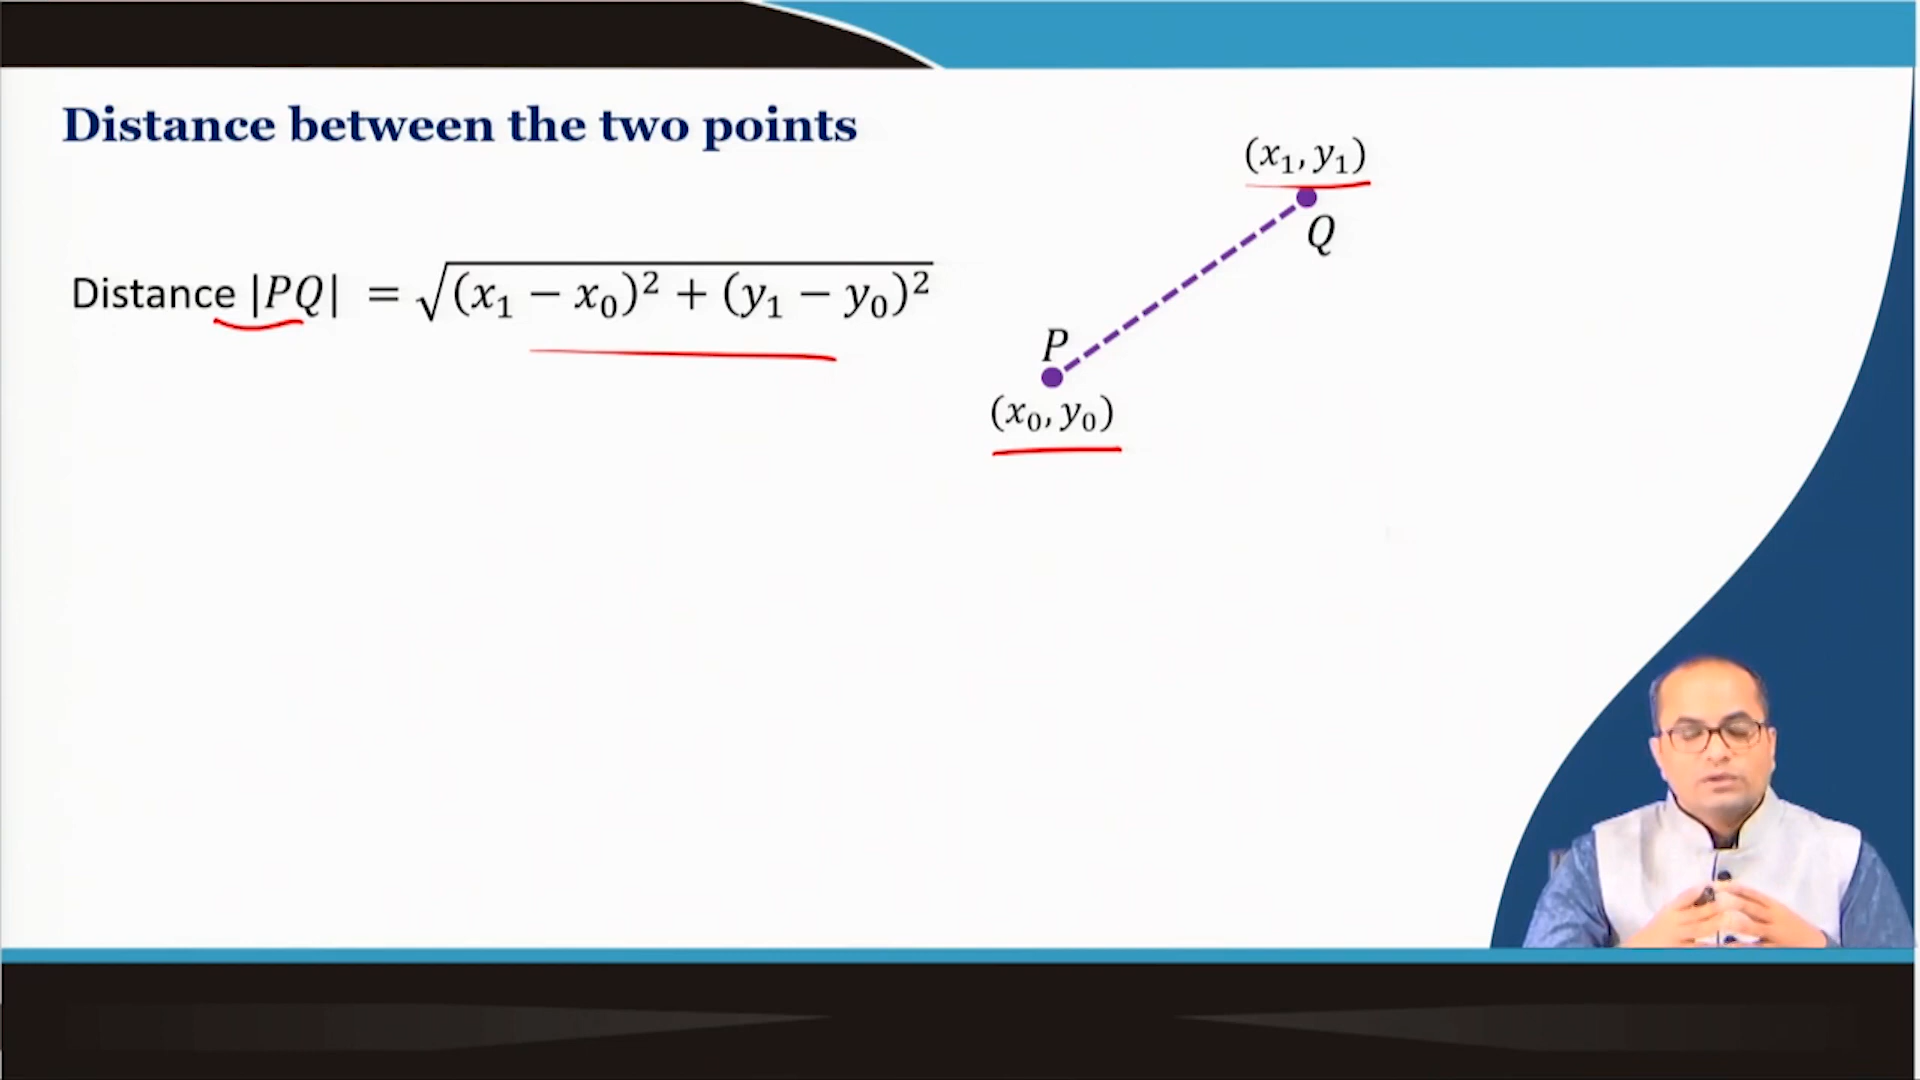 Distance between the two points
(x₁, y₁)
Q
Distance |PQ| = √(x₁ − x₀)² + (y₁ − y₀)²
P
(x₀, y₀)